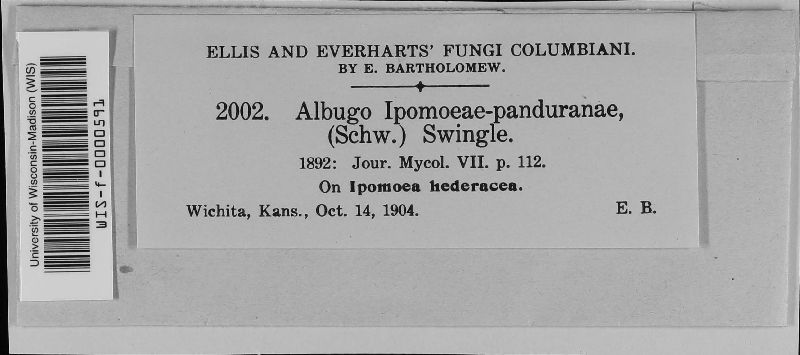 ELLIS AND EVERHARTS' FUNGI COLUMBIANI.
BY E. BARTHOLOMEW.
2002. Albugo Ipomoeae-panduranae,
(Schw.) Swingle.
1892: Jour. Mycol. VII. p. 112.
On Ipomoea hederacea.
Wichita, Kans., Oct. 14, 1904. E. B.
University of Wisconsin-Madison (WIS)
WIS-f-0000591